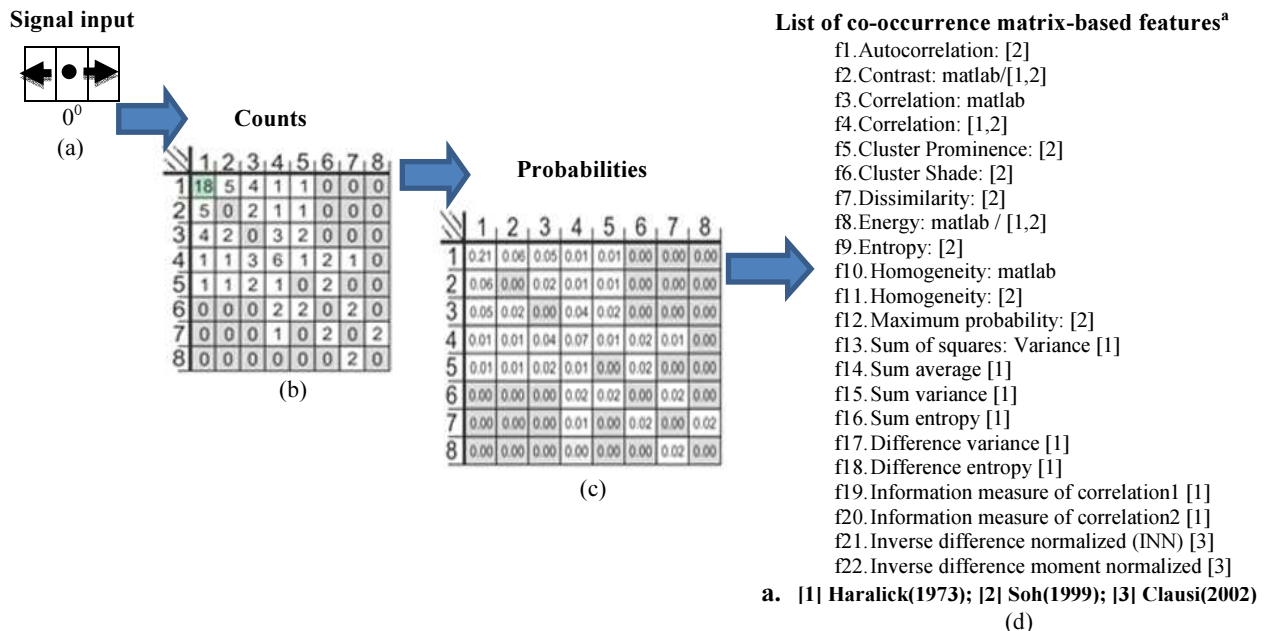 Signal input
0⁰
(a)
Counts
1 2 3 4 5 6 7 8
1 18 5 4 1 1 0 0 0
2 5 0 2 1 1 0 0 0
3 4 2 0 3 2 0 0 0
4 1 1 3 6 1 2 1 0
5 1 1 2 1 0 2 0 0
6 0 0 0 2 2 0 2 0
7 0 0 0 1 0 2 0 2
8 0 0 0 0 0 0 2 0
(b)
Probabilities
1 2 3 4 5 6 7 8
1 0.21 0.06 0.05 0.01 0.01 0.00 0.00 0.00
2 0.06 0.00 0.02 0.01 0.01 0.00 0.00 0.00
3 0.05 0.02 0.00 0.04 0.02 0.00 0.00 0.00
4 0.01 0.01 0.04 0.07 0.01 0.02 0.01 0.00
5 0.01 0.01 0.02 0.01 0.00 0.02 0.00 0.00
6 0.00 0.00 0.00 0.02 0.02 0.00 0.02 0.00
7 0.00 0.00 0.00 0.01 0.00 0.02 0.00 0.02
8 0.00 0.00 0.00 0.00 0.00 0.00 0.02 0.00
(c)
List of co-occurrence matrix-based featuresᵃ
f1.Autocorrelation: [2]
f2.Contrast: matlab/[1,2]
f3.Correlation: matlab
f4.Correlation: [1,2]
f5.Cluster Prominence: [2]
f6.Cluster Shade: [2]
f7.Dissimilarity: [2]
f8.Energy: matlab / [1,2]
f9.Entropy: [2]
f10.Homogeneity: matlab
f11.Homogeneity: [2]
f12.Maximum probability: [2]
f13.Sum of squares: Variance [1]
f14.Sum average [1]
f15.Sum variance [1]
f16.Sum entropy [1]
f17.Difference variance [1]
f18.Difference entropy [1]
f19.Information measure of correlation1 [1]
f20.Information measure of correlation2 [1]
f21.Inverse difference normalized (INN) [3]
f22.Inverse difference moment normalized [3]
a. [1] Haralick(1973); [2] Soh(1999); [3] Clausi(2002)
(d)